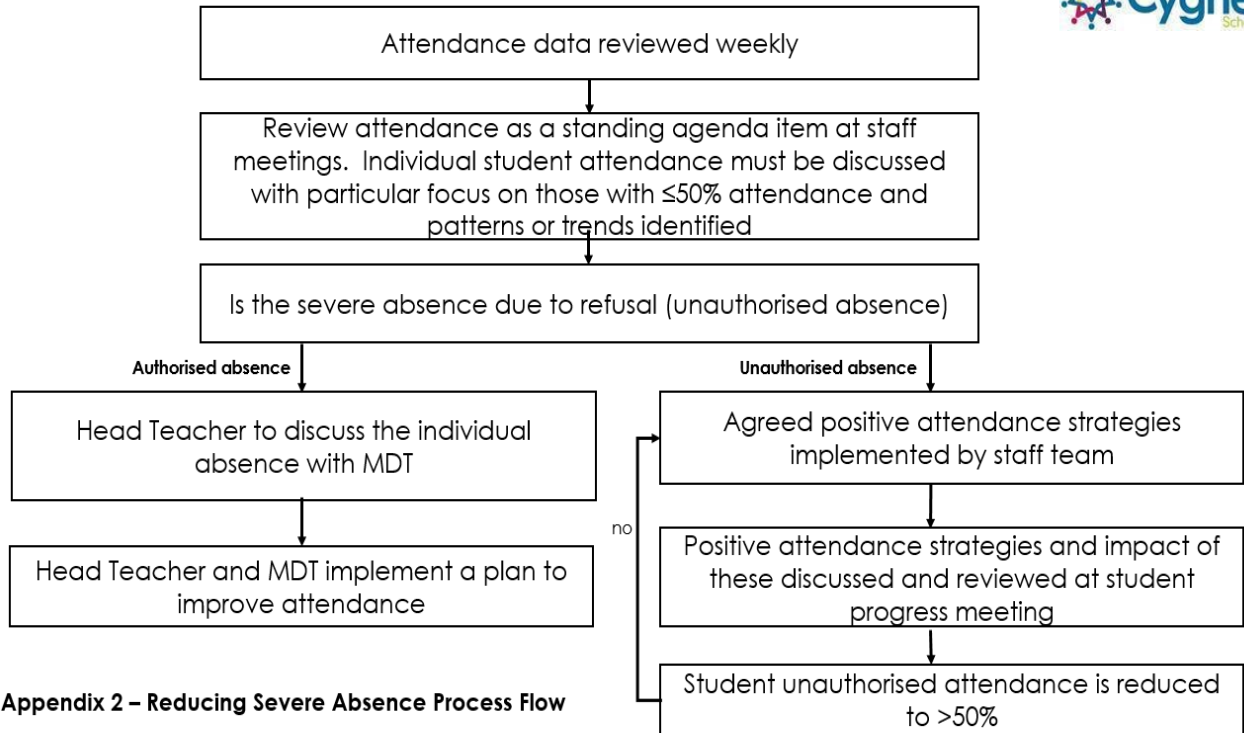 Cygne
Sch
Attendance data reviewed weekly
Review attendance as a standing agenda item at staff
meetings. Individual student attendance must be discussed
with particular focus on those with ≤50% attendance and
patterns or trends identified
Is the severe absence due to refusal (unauthorised absence)
Authorised absence
Unauthorised absence
Head Teacher to discuss the individual
absence with MDT
Agreed positive attendance strategies
implemented by staff team
no
Head Teacher and MDT implement a plan to
improve attendance
Positive attendance strategies and impact of
these discussed and reviewed at student
progress meeting
Student unauthorised attendance is reduced
to >50%
Appendix 2 – Reducing Severe Absence Process Flow